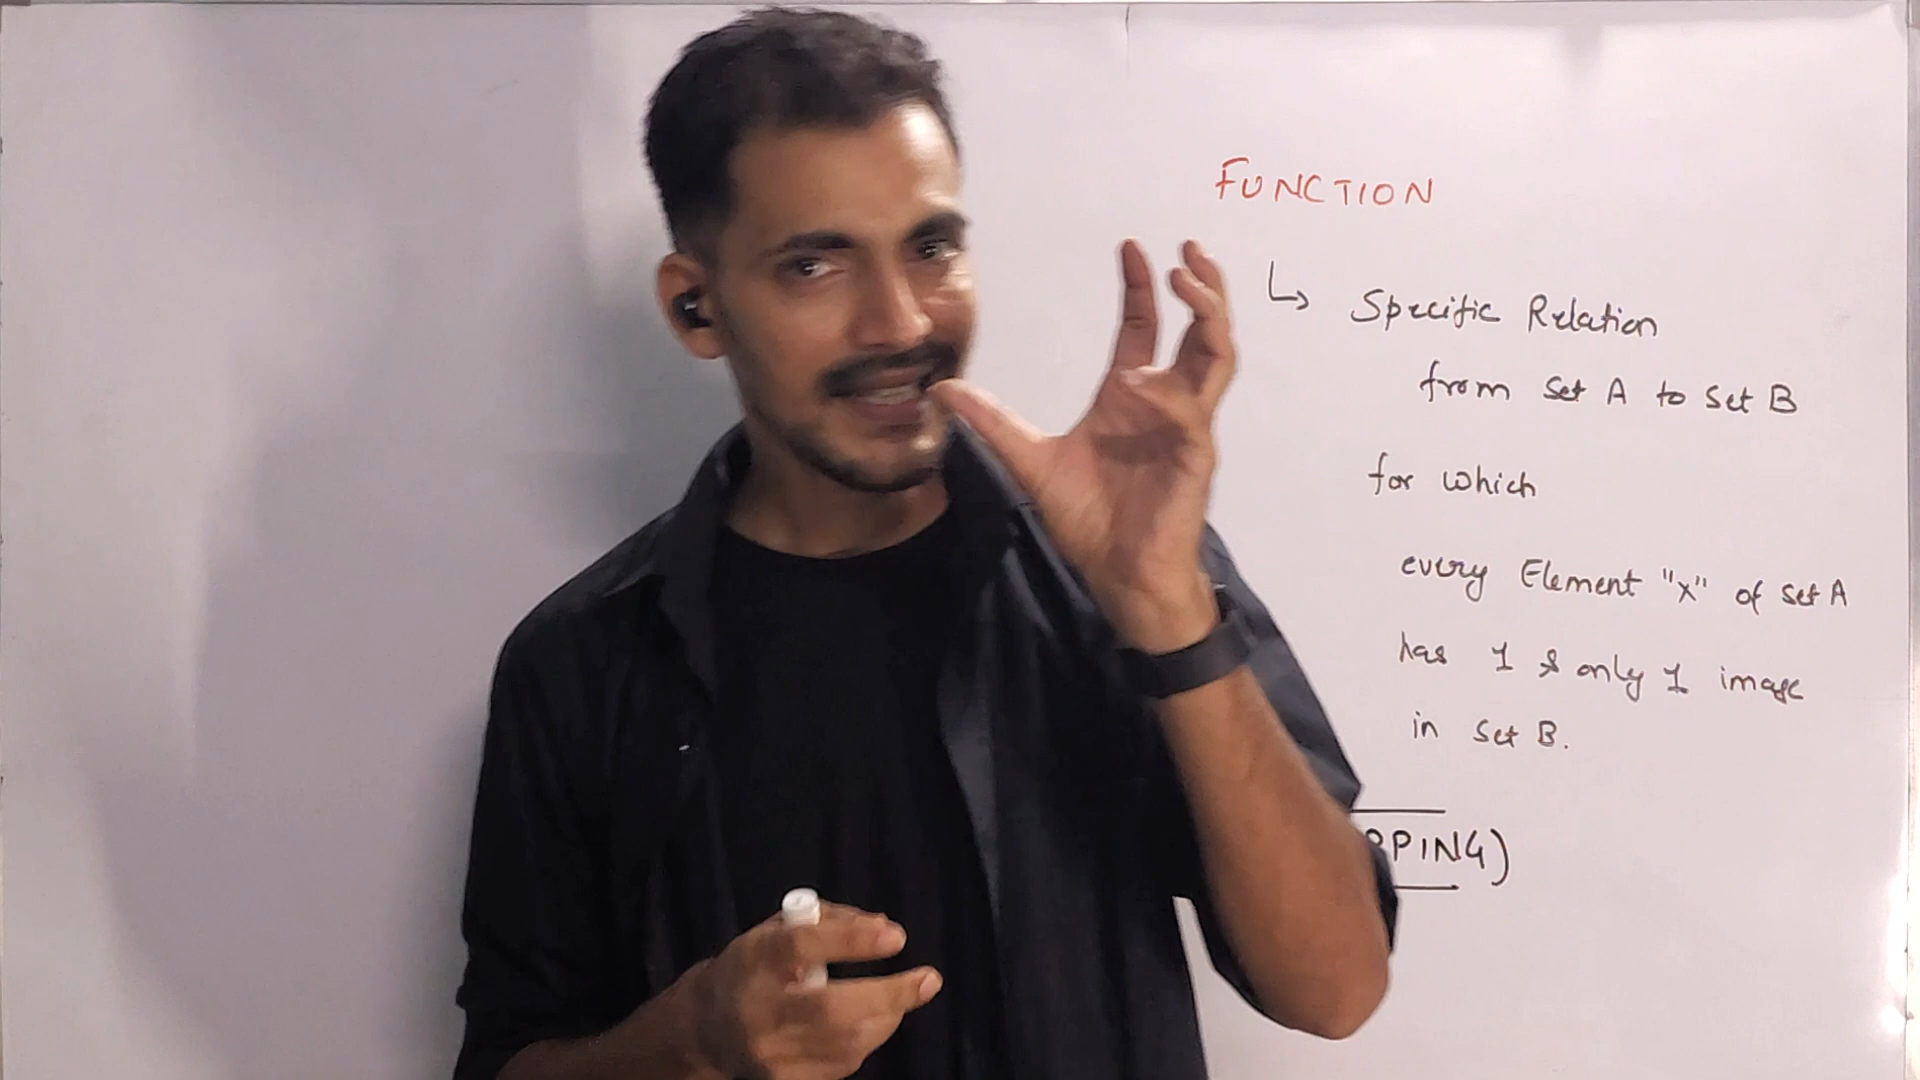 FUNCTION
↳ Specific Relation
from Set A to Set B
for which
every Element "x" of Set A
has 1 & only 1 image
in Set B.
PPING)